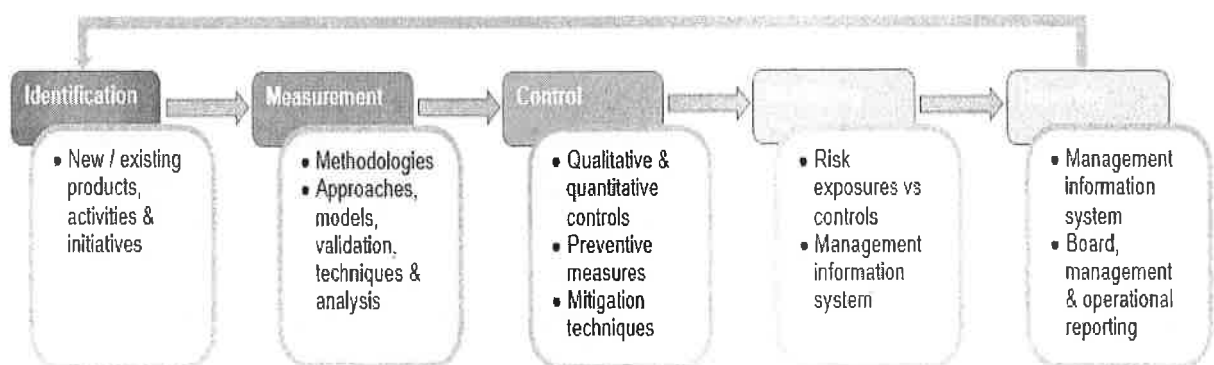 Identification
New / existing
products,
activities &
initiatives
Measurement
• Methodologies
• Approaches,
models,
validation,
techniques &
analysis
Control
• Qualitative &
quantitative
controls
• Preventive
measures
• Mitigation
techniques
• Risk
exposures vs
controls
• Management
information
system
• Management
information
system
• Board,
management
& operational
reporting